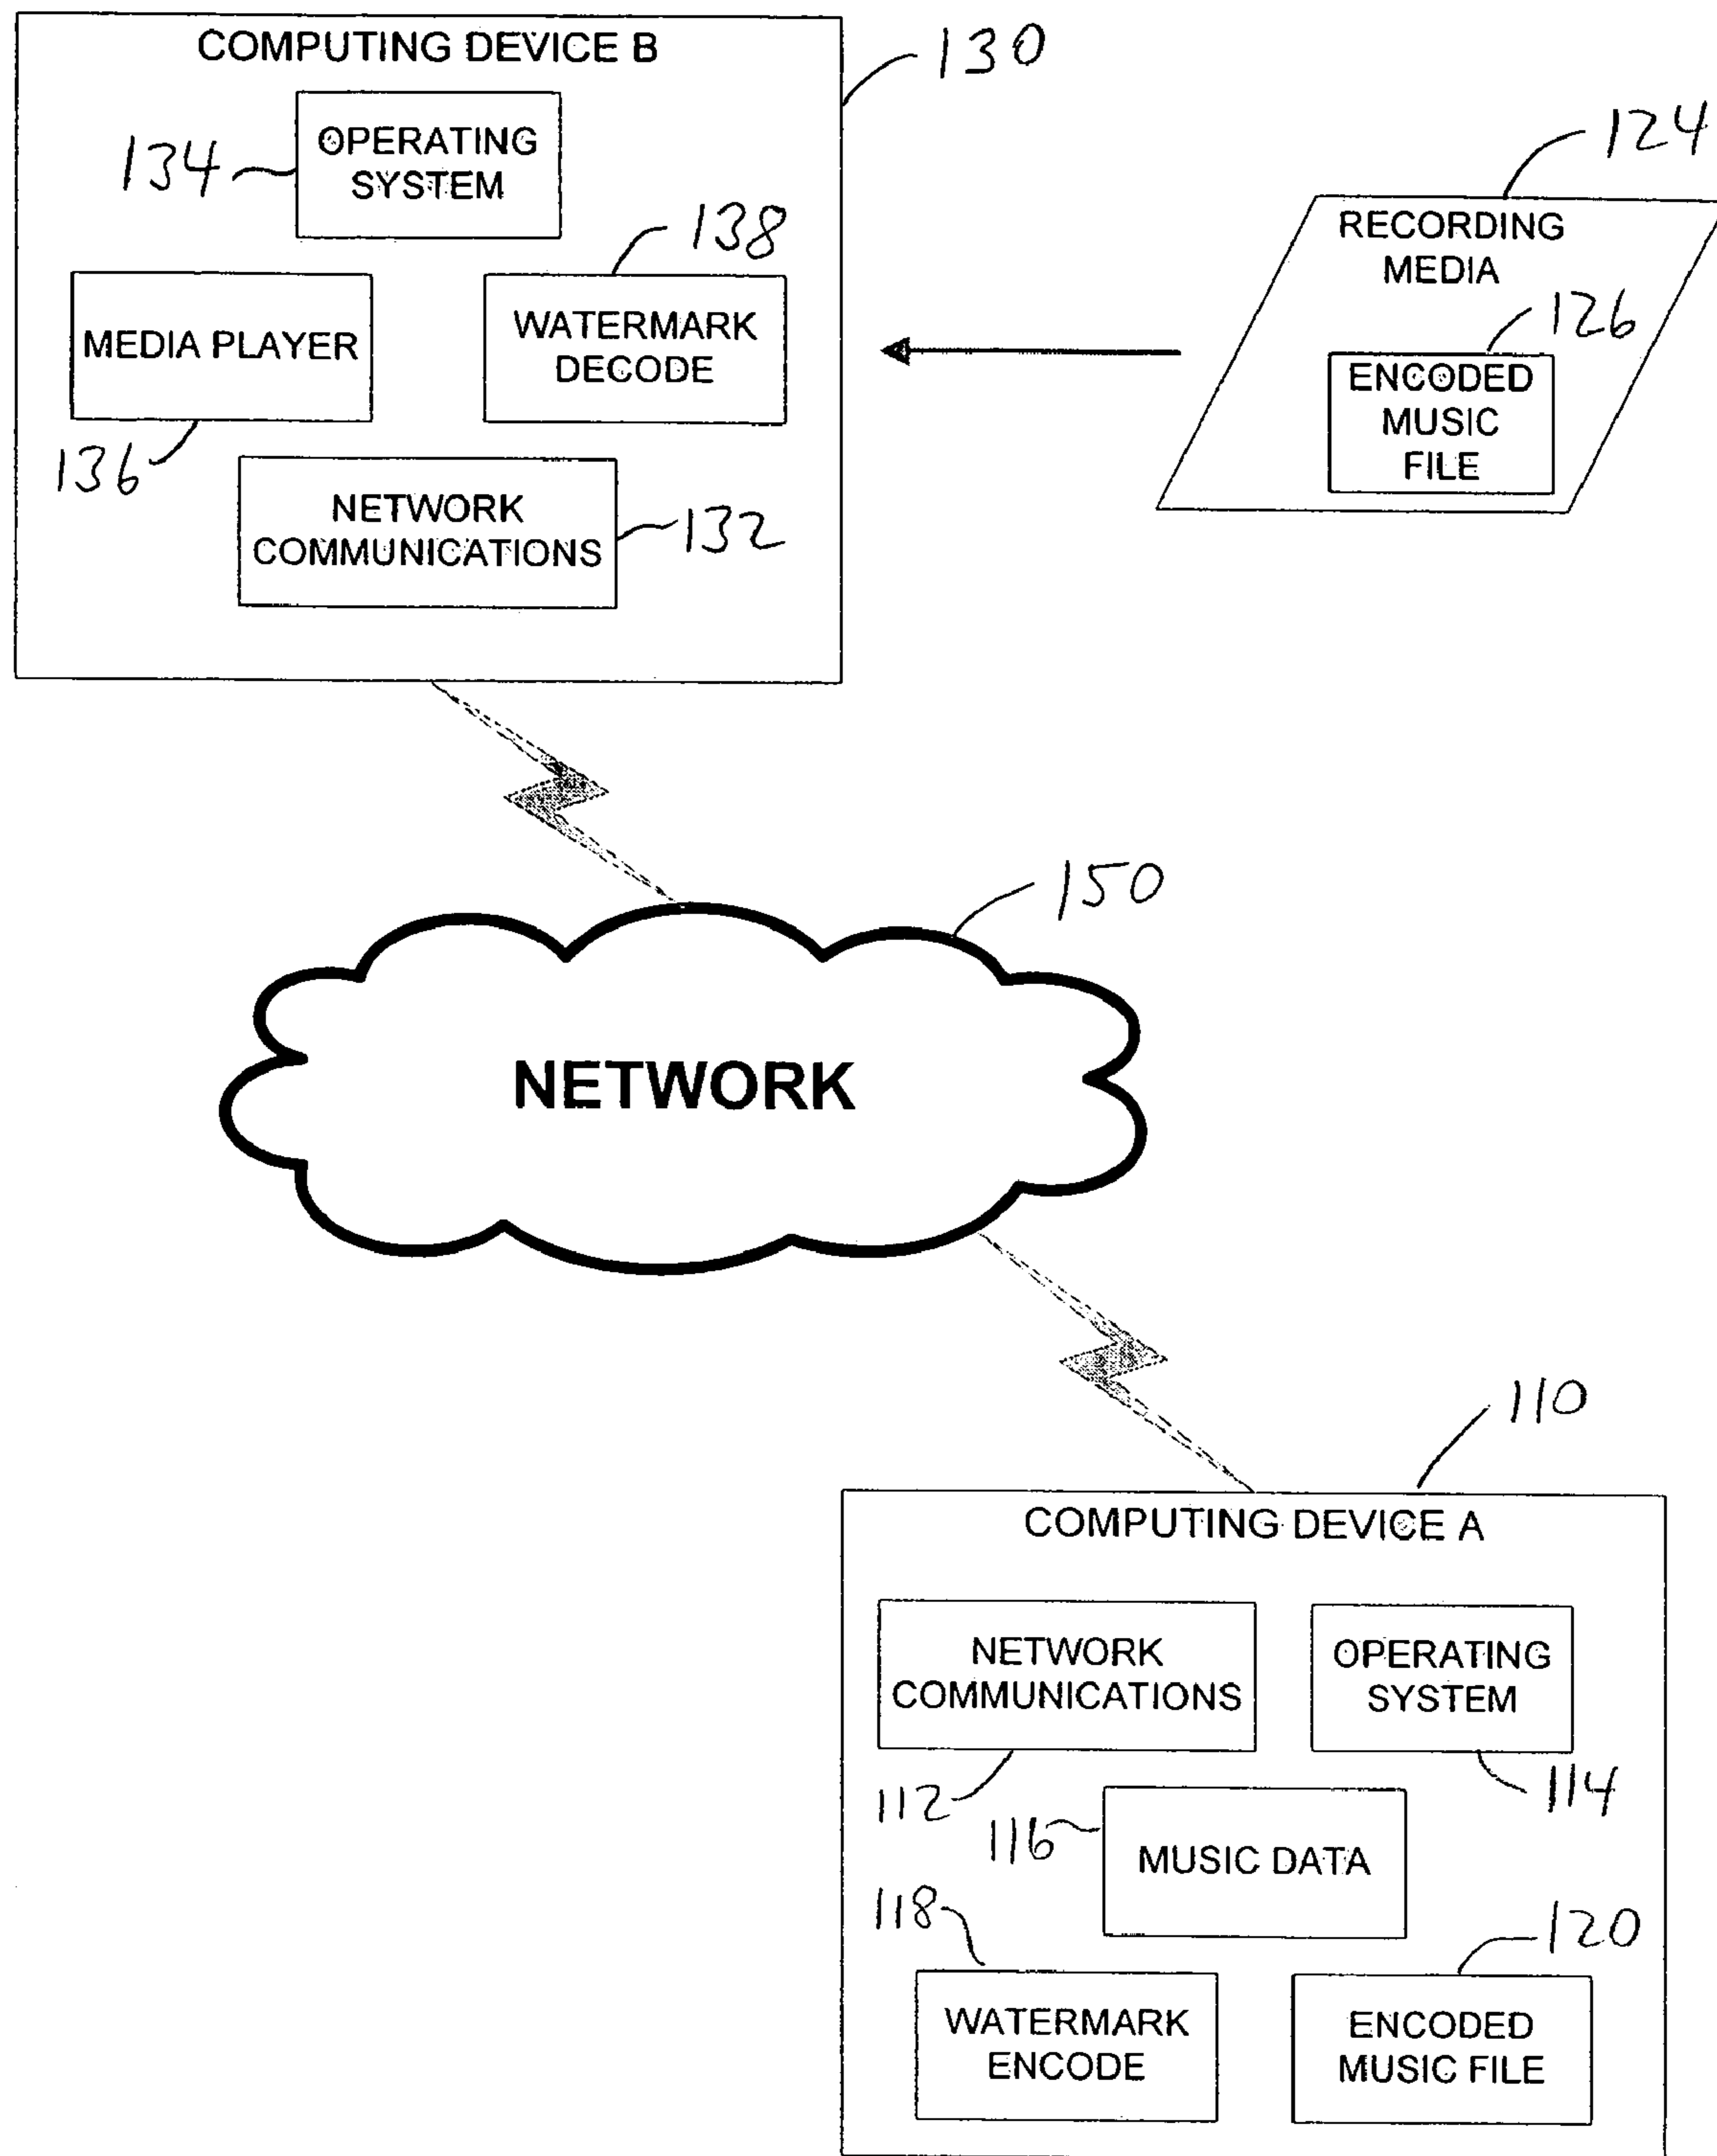 COMPUTING DEVICE B
130
OPERATING
SYSTEM
134
138
MEDIA PLAYER
136
WATERMARK
DECODE
NETWORK
COMMUNICATIONS
132
124
RECORDING
MEDIA
126
ENCODED
MUSIC
FILE
150
NETWORK
110
COMPUTING DEVICE A
NETWORK
COMMUNICATIONS
112
OPERATING
SYSTEM
114
116
MUSIC DATA
118
WATERMARK
ENCODE
120
ENCODED
MUSIC FILE